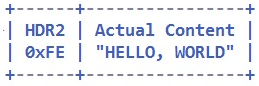 +------+-----------------+
| HDR2 | Actual Content  |
| 0xFE | "HELLO, WORLD" |
+------+-----------------+